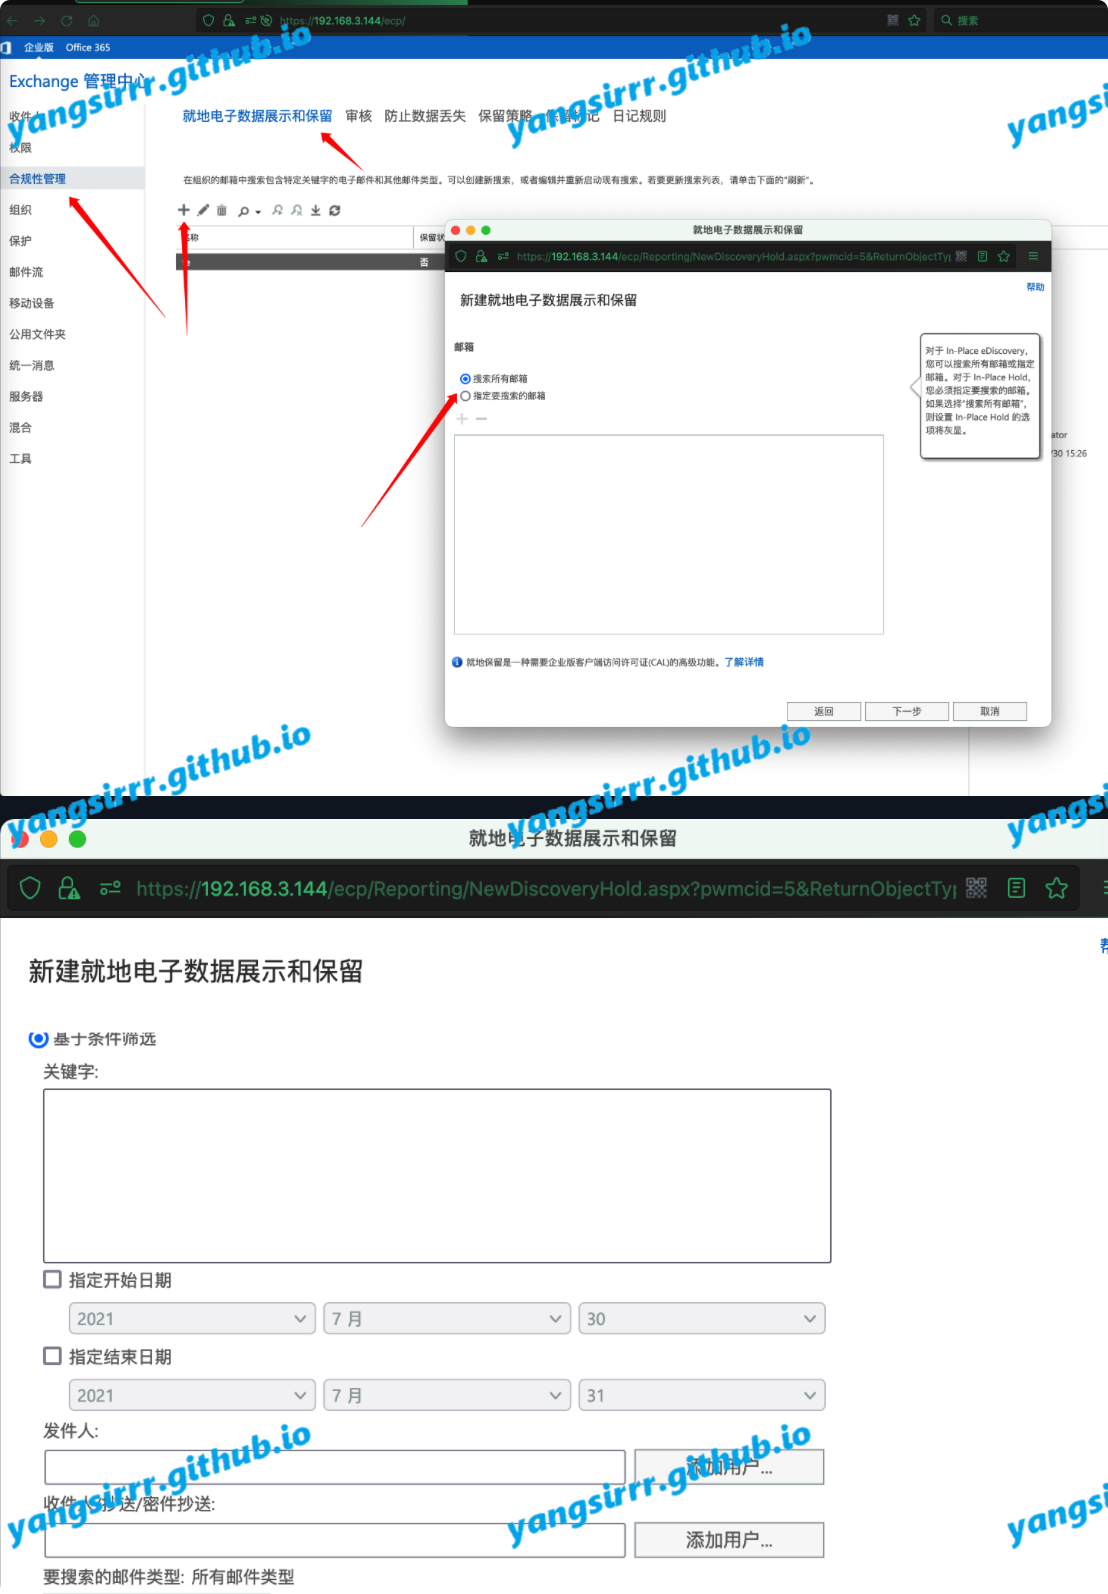 https://192.168.3.144/ecp/
搜索
企业版 Office 365
Exchange 管理中心
收件人
权限
合规性管理
组织
保护
邮件流
移动设备
公用文件夹
统一消息
服务器
混合
工具
就地电子数据展示和保留 审核 防止数据丢失 保留策略 保留标记 日记规则
在组织的邮箱中搜索包含特定关键字的电子邮件和其他邮件类型。可以创建新搜索，或者编辑并重新启动现有搜索。若要更新搜索列表，请单击下面的"刷新"。
名称 保留状
否
ator
/30 15:26
就地电子数据展示和保留
https://192.168.3.144/ecp/Reporting/NewDiscoveryHold.aspx?pwmcid=5&ReturnObjectTy
帮助
新建就地电子数据展示和保留
邮箱
搜索所有邮箱
指定要搜索的邮箱
对于 In-Place eDiscovery，
您可以搜索所有邮箱或指定
邮箱。对于 In-Place Hold，
您必须指定要搜索的邮箱。
如果选择"搜索所有邮箱"，
则设置 In-Place Hold 的选
项将灰显。
就地保留是一种需要企业版客户端访问许可证(CAL)的高级功能。了解详情
返回 下一步 取消
yangsirrr.github.io
yangsirrr.github.io
yangsi
yangsirrr.github.io
yangsirrr.github.io
yangsi
就地电子数据展示和保留
https://192.168.3.144/ecp/Reporting/NewDiscoveryHold.aspx?pwmcid=5&ReturnObjectTy
帮
新建就地电子数据展示和保留
基于条件筛选
关键字:
指定开始日期
2021 7 月 30
指定结束日期
2021 7 月 31
发件人:
添加用户...
收件人/抄送/密件抄送:
添加用户...
要搜索的邮件类型: 所有邮件类型
yangsirrr.github.io
yangsirrr.github.io
yangsi